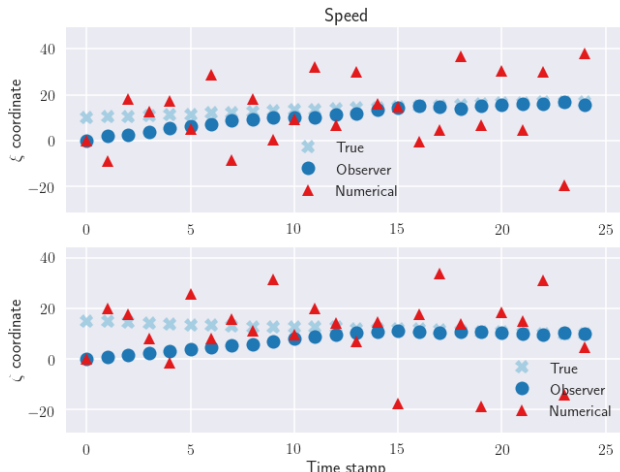 Speed
40
20
0
−20
ξ coordinate
True
Observer
Numerical
0 5 10 15 20 25
40
20
0
−20
ζ coordinate
True
Observer
Numerical
0 5 10 15 20 25
Time stamp